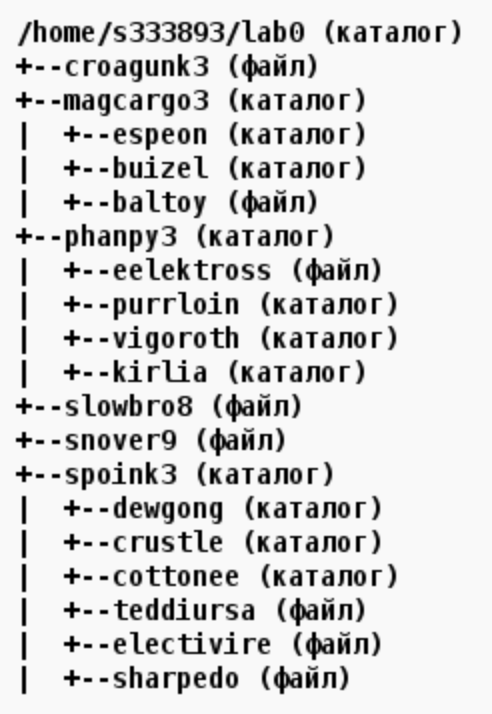 /home/s333893/lab0 (каталог)
+--croagunk3 (файл)
+--magcargo3 (каталог)
|  +--espeon (каталог)
|  +--buizel (каталог)
|  +--baltoy (файл)
+--phanpy3 (каталог)
|  +--eelektross (файл)
|  +--purrloin (каталог)
|  +--vigoroth (каталог)
|  +--kirlia (каталог)
+--slowbro8 (файл)
+--snover9 (файл)
+--spoink3 (каталог)
|  +--dewgong (каталог)
|  +--crustle (каталог)
|  +--cottonee (каталог)
|  +--teddiursa (файл)
|  +--electivire (файл)
|  +--sharpedo (файл)